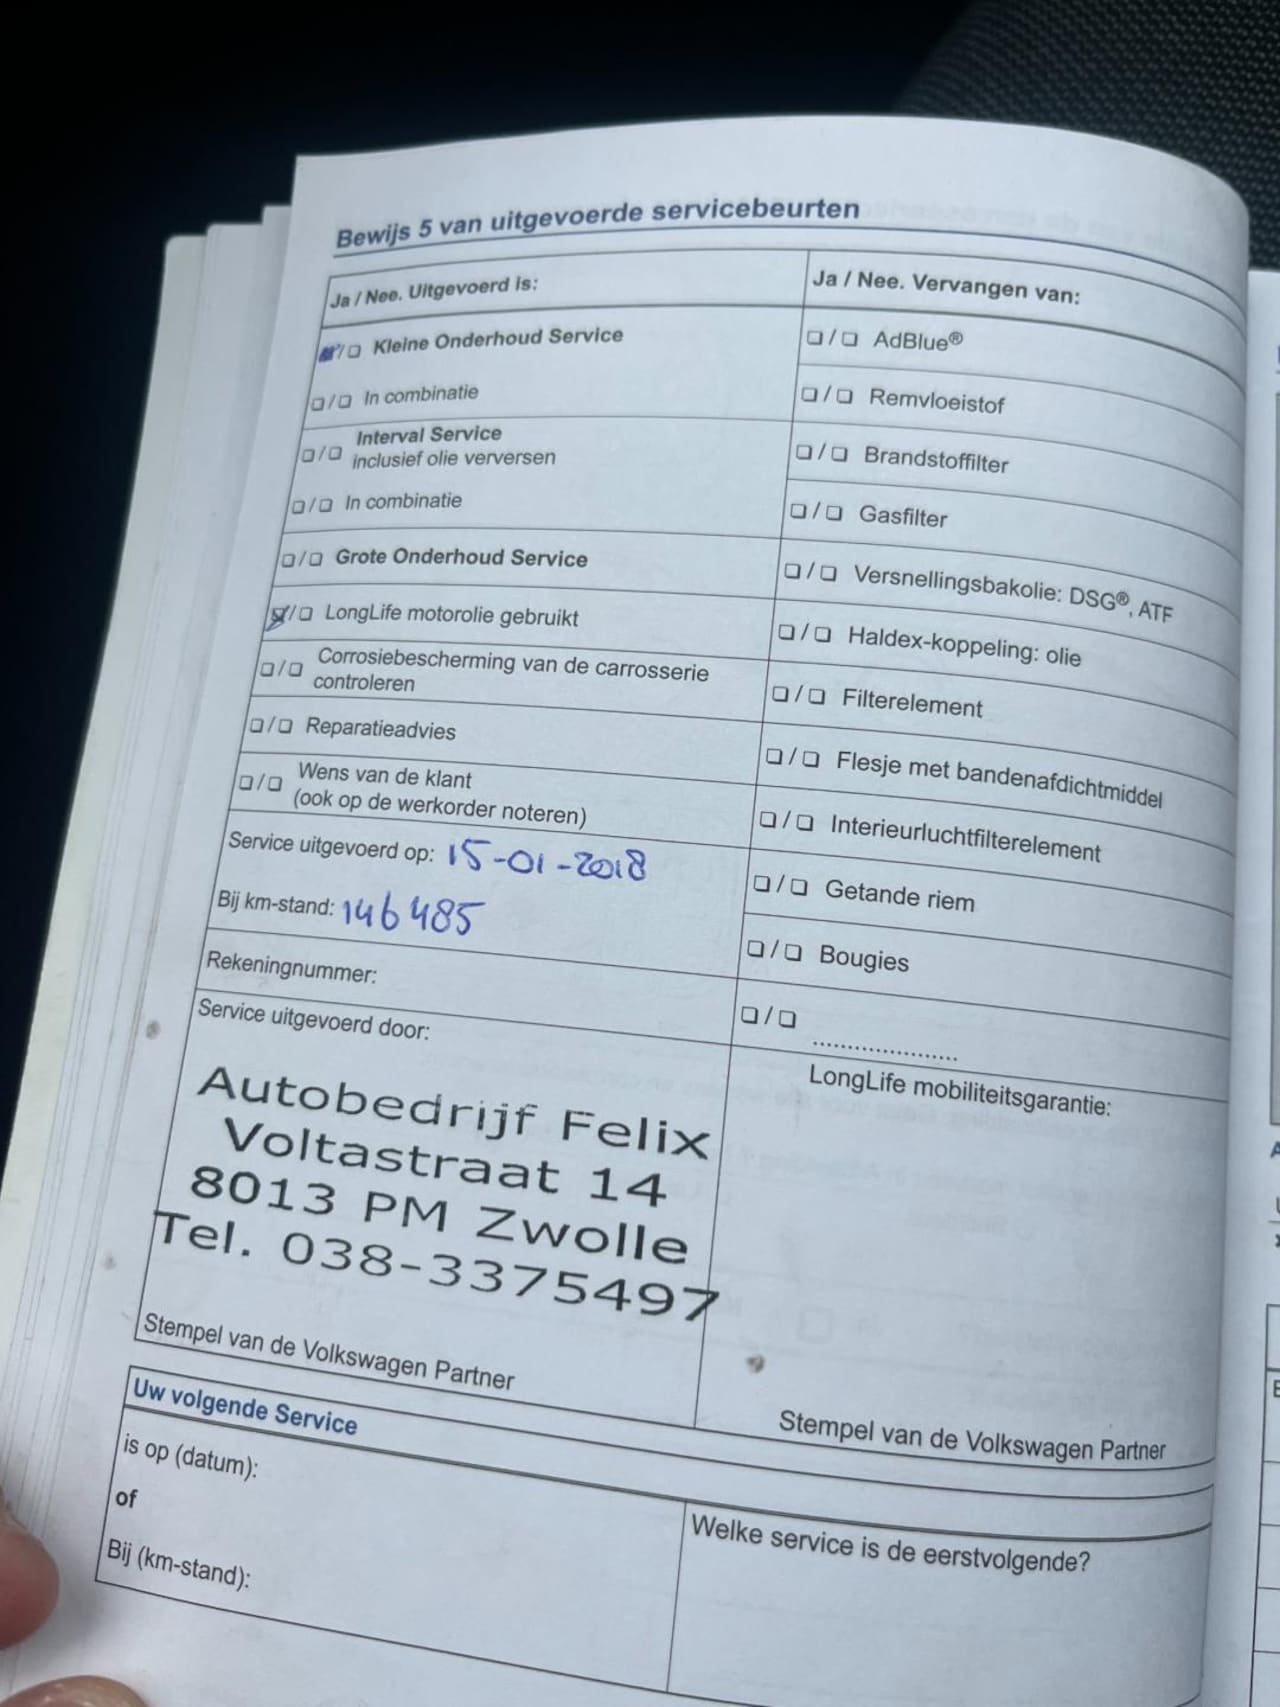 Bewijs 5 van uitgevoerde servicebeurten
Ja / Nee. Uitgevoerd is:
❏/❏ Kleine Onderhoud Service
❏/❏ In combinatie
❏/❏ Interval Service
inclusief olie verversen
❏/❏ In combinatie
❏/❏ Grote Onderhoud Service
❏/❏ LongLife motorolie gebruikt
❏/❏ Corrosiebescherming van de carrosserie
controleren
❏/❏ Reparatieadvies
❏/❏ Wens van de klant
(ook op de werkorder noteren)
Service uitgevoerd op: 15-01-2018
Bij km-stand: 146485
Rekeningnummer:
Service uitgevoerd door:
Autobedrijf Felix
Voltastraat 14
8013 PM Zwolle
Tel. 038-3375497
Stempel van de Volkswagen Partner
Ja / Nee. Vervangen van:
❏/❏ AdBlue®
❏/❏ Remvloeistof
❏/❏ Brandstoffilter
❏/❏ Gasfilter
❏/❏ Versnellingsbakolie: DSG®, ATF
❏/❏ Haldex-koppeling: olie
❏/❏ Filterelement
❏/❏ Flesje met bandenafdichtmiddel
❏/❏ Interieurluchtfilterelement
❏/❏ Getande riem
❏/❏ Bougies
❏/❏ .....................
LongLife mobiliteitsgarantie:
Stempel van de Volkswagen Partner
Uw volgende Service
is op (datum):
of
Bij (km-stand):
Welke service is de eerstvolgende?